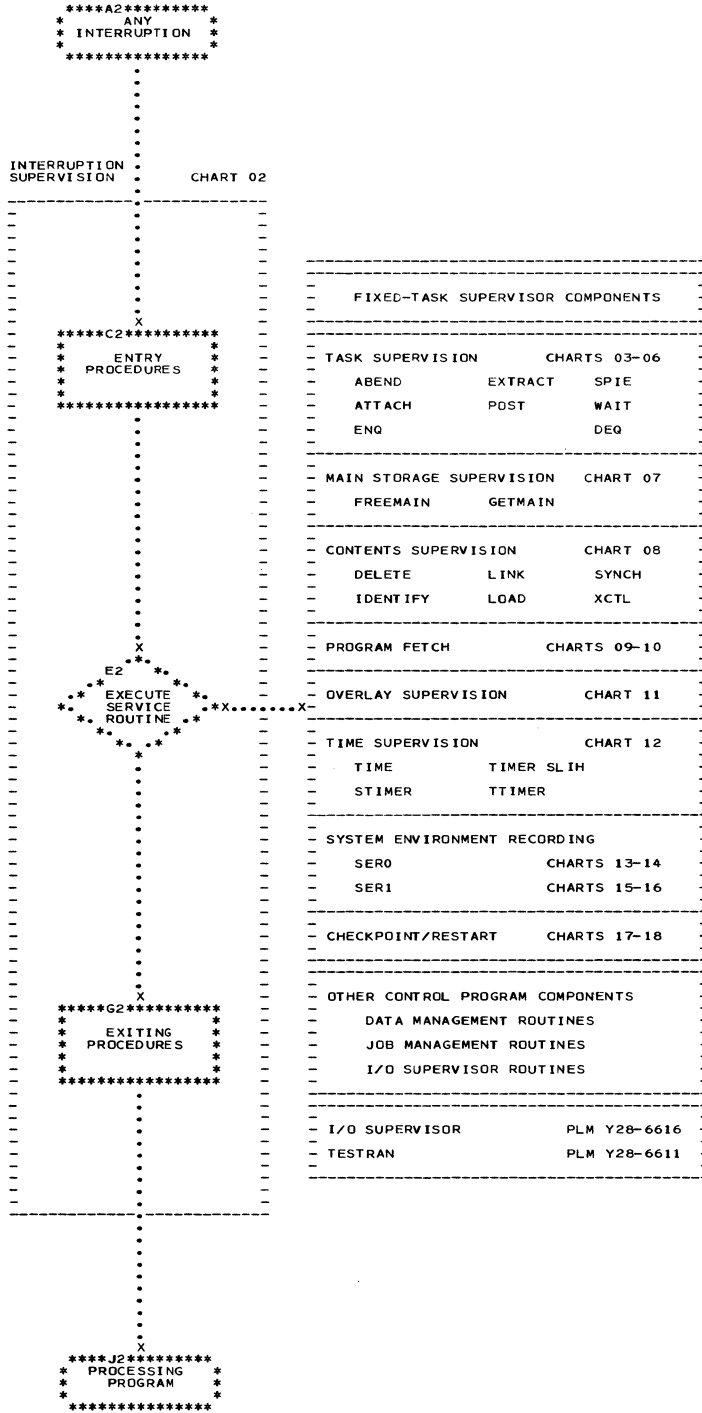 A2
ANY
INTERRUPTION
INTERRUPTION
SUPERVISION CHART 02
C2
ENTRY
PROCEDURES
E2
EXECUTE
SERVICE
ROUTINE
G2
EXITING
PROCEDURES
J2
PROCESSING
PROGRAM
FIXED-TASK SUPERVISOR COMPONENTS
TASK SUPERVISION CHARTS 03-06
ABEND EXTRACT SPIE
ATTACH POST WAIT
ENQ DEQ
MAIN STORAGE SUPERVISION CHART 07
FREEMAIN GETMAIN
CONTENTS SUPERVISION CHART 08
DELETE LINK SYNCH
IDENTIFY LOAD XCTL
PROGRAM FETCH CHARTS 09-10
OVERLAY SUPERVISION CHART 11
TIME SUPERVISION CHART 12
TIME TIMER SLIH
STIMER TTIMER
SYSTEM ENVIRONMENT RECORDING
SER0 CHARTS 13-14
SER1 CHARTS 15-16
CHECKPOINT/RESTART CHARTS 17-18
OTHER CONTROL PROGRAM COMPONENTS
DATA MANAGEMENT ROUTINES
JOB MANAGEMENT ROUTINES
I/O SUPERVISOR ROUTINES
I/O SUPERVISOR PLM Y28-6616
TESTRAN PLM Y28-6611